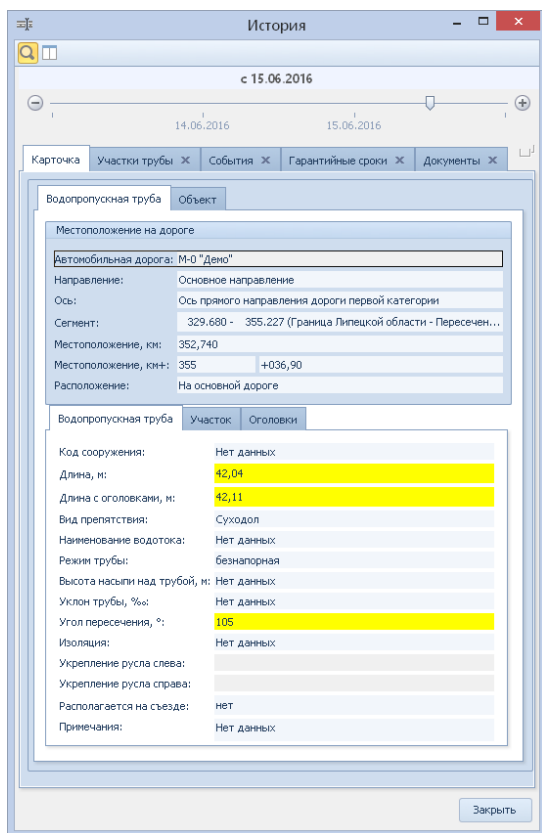 История
с 15.06.2016
14.06.2016 15.06.2016
Карточка Участки трубы События Гарантийные сроки Документы
Водопропускная труба Объект
Местоположение на дороге
Автомобильная дорога: М-0 "Демо"
Направление: Основное направление
Ось: Ось прямого направления дороги первой категории
Сегмент: 329.680 - 355.227 (Граница Липецкой области - Пересечен...
Местоположение, км: 352,740
Местоположение, км+: 355 +036,90
Расположение: На основной дороге
Водопропускная труба Участок Оголовки
Код сооружения: Нет данных
Длина, м: 42,04
Длина с оголовками, м: 42,11
Вид препятствия: Суходол
Наименование водотока: Нет данных
Режим трубы: безнапорная
Высота насыпи над трубой, м: Нет данных
Уклон трубы, ‰: Нет данных
Угол пересечения, °: 105
Изоляция: Нет данных
Укрепление русла слева:
Укрепление русла справа:
Располагается на съезде: нет
Примечания: Нет данных
Закрыть